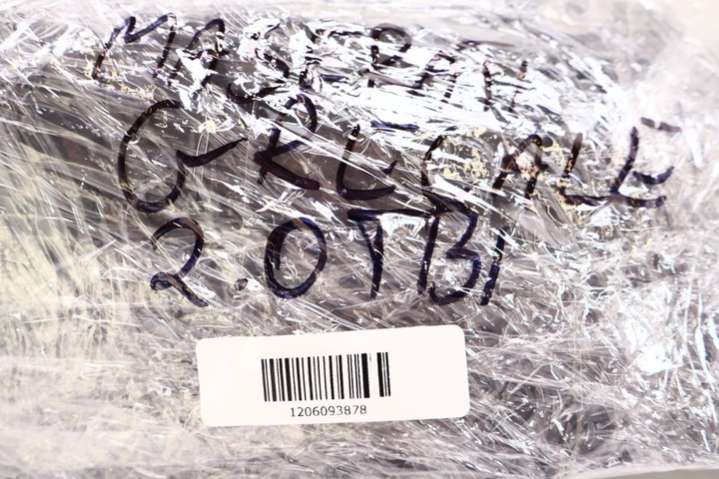 MASERATI
GRECALE
2.0TBI
1206093878